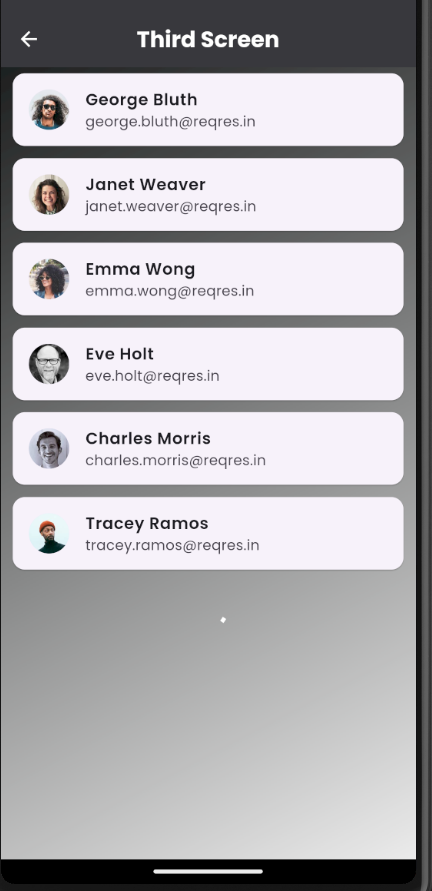 Third Screen
George Bluth
george.bluth@reqres.in
Janet Weaver
janet.weaver@reqres.in
Emma Wong
emma.wong@reqres.in
Eve Holt
eve.holt@reqres.in
Charles Morris
charles.morris@reqres.in
Tracey Ramos
tracey.ramos@reqres.in